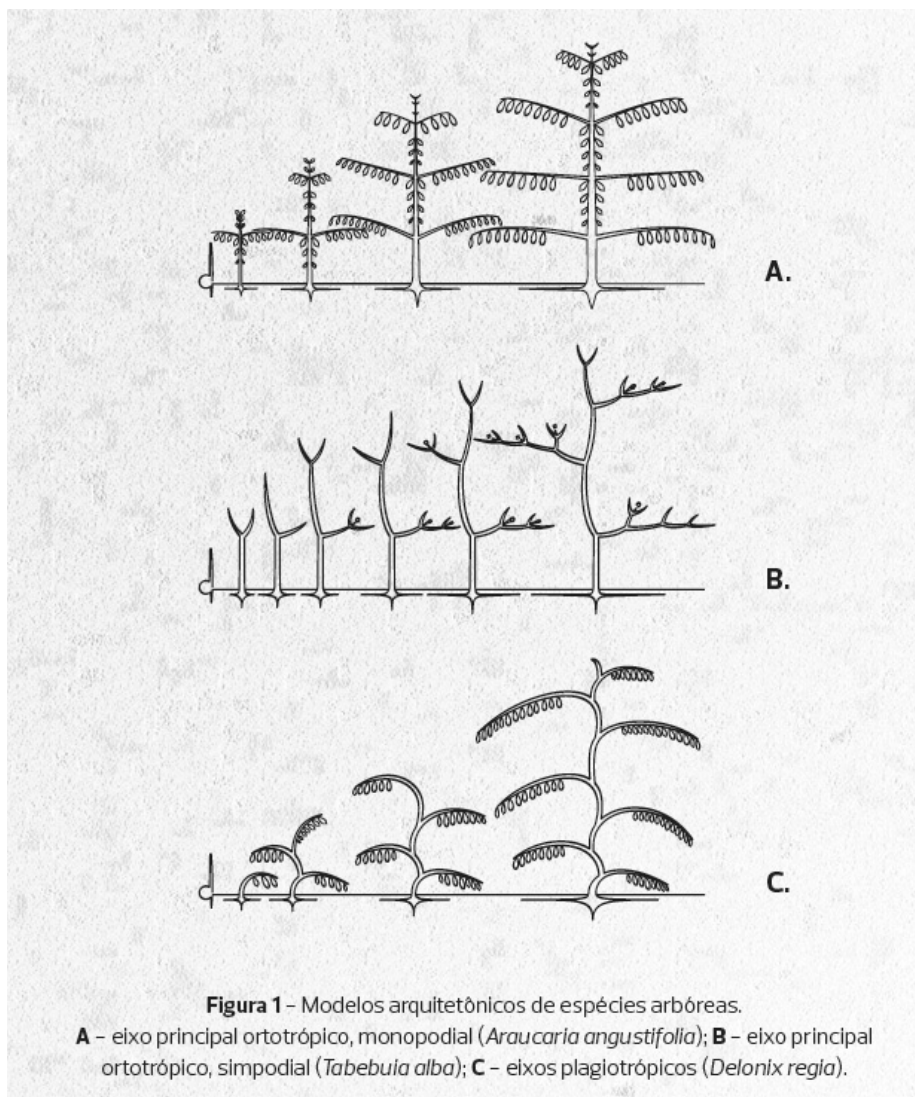 A.
B.
C.
Figura 1 – Modelos arquitetônicos de espécies arbóreas.
A – eixo principal ortotrópico, monopodial (Araucaria angustifolia); B – eixo principal
ortotrópico, simpodial (Tabebuia alba); C – eixos plagiotrópicos (Delonix regia).